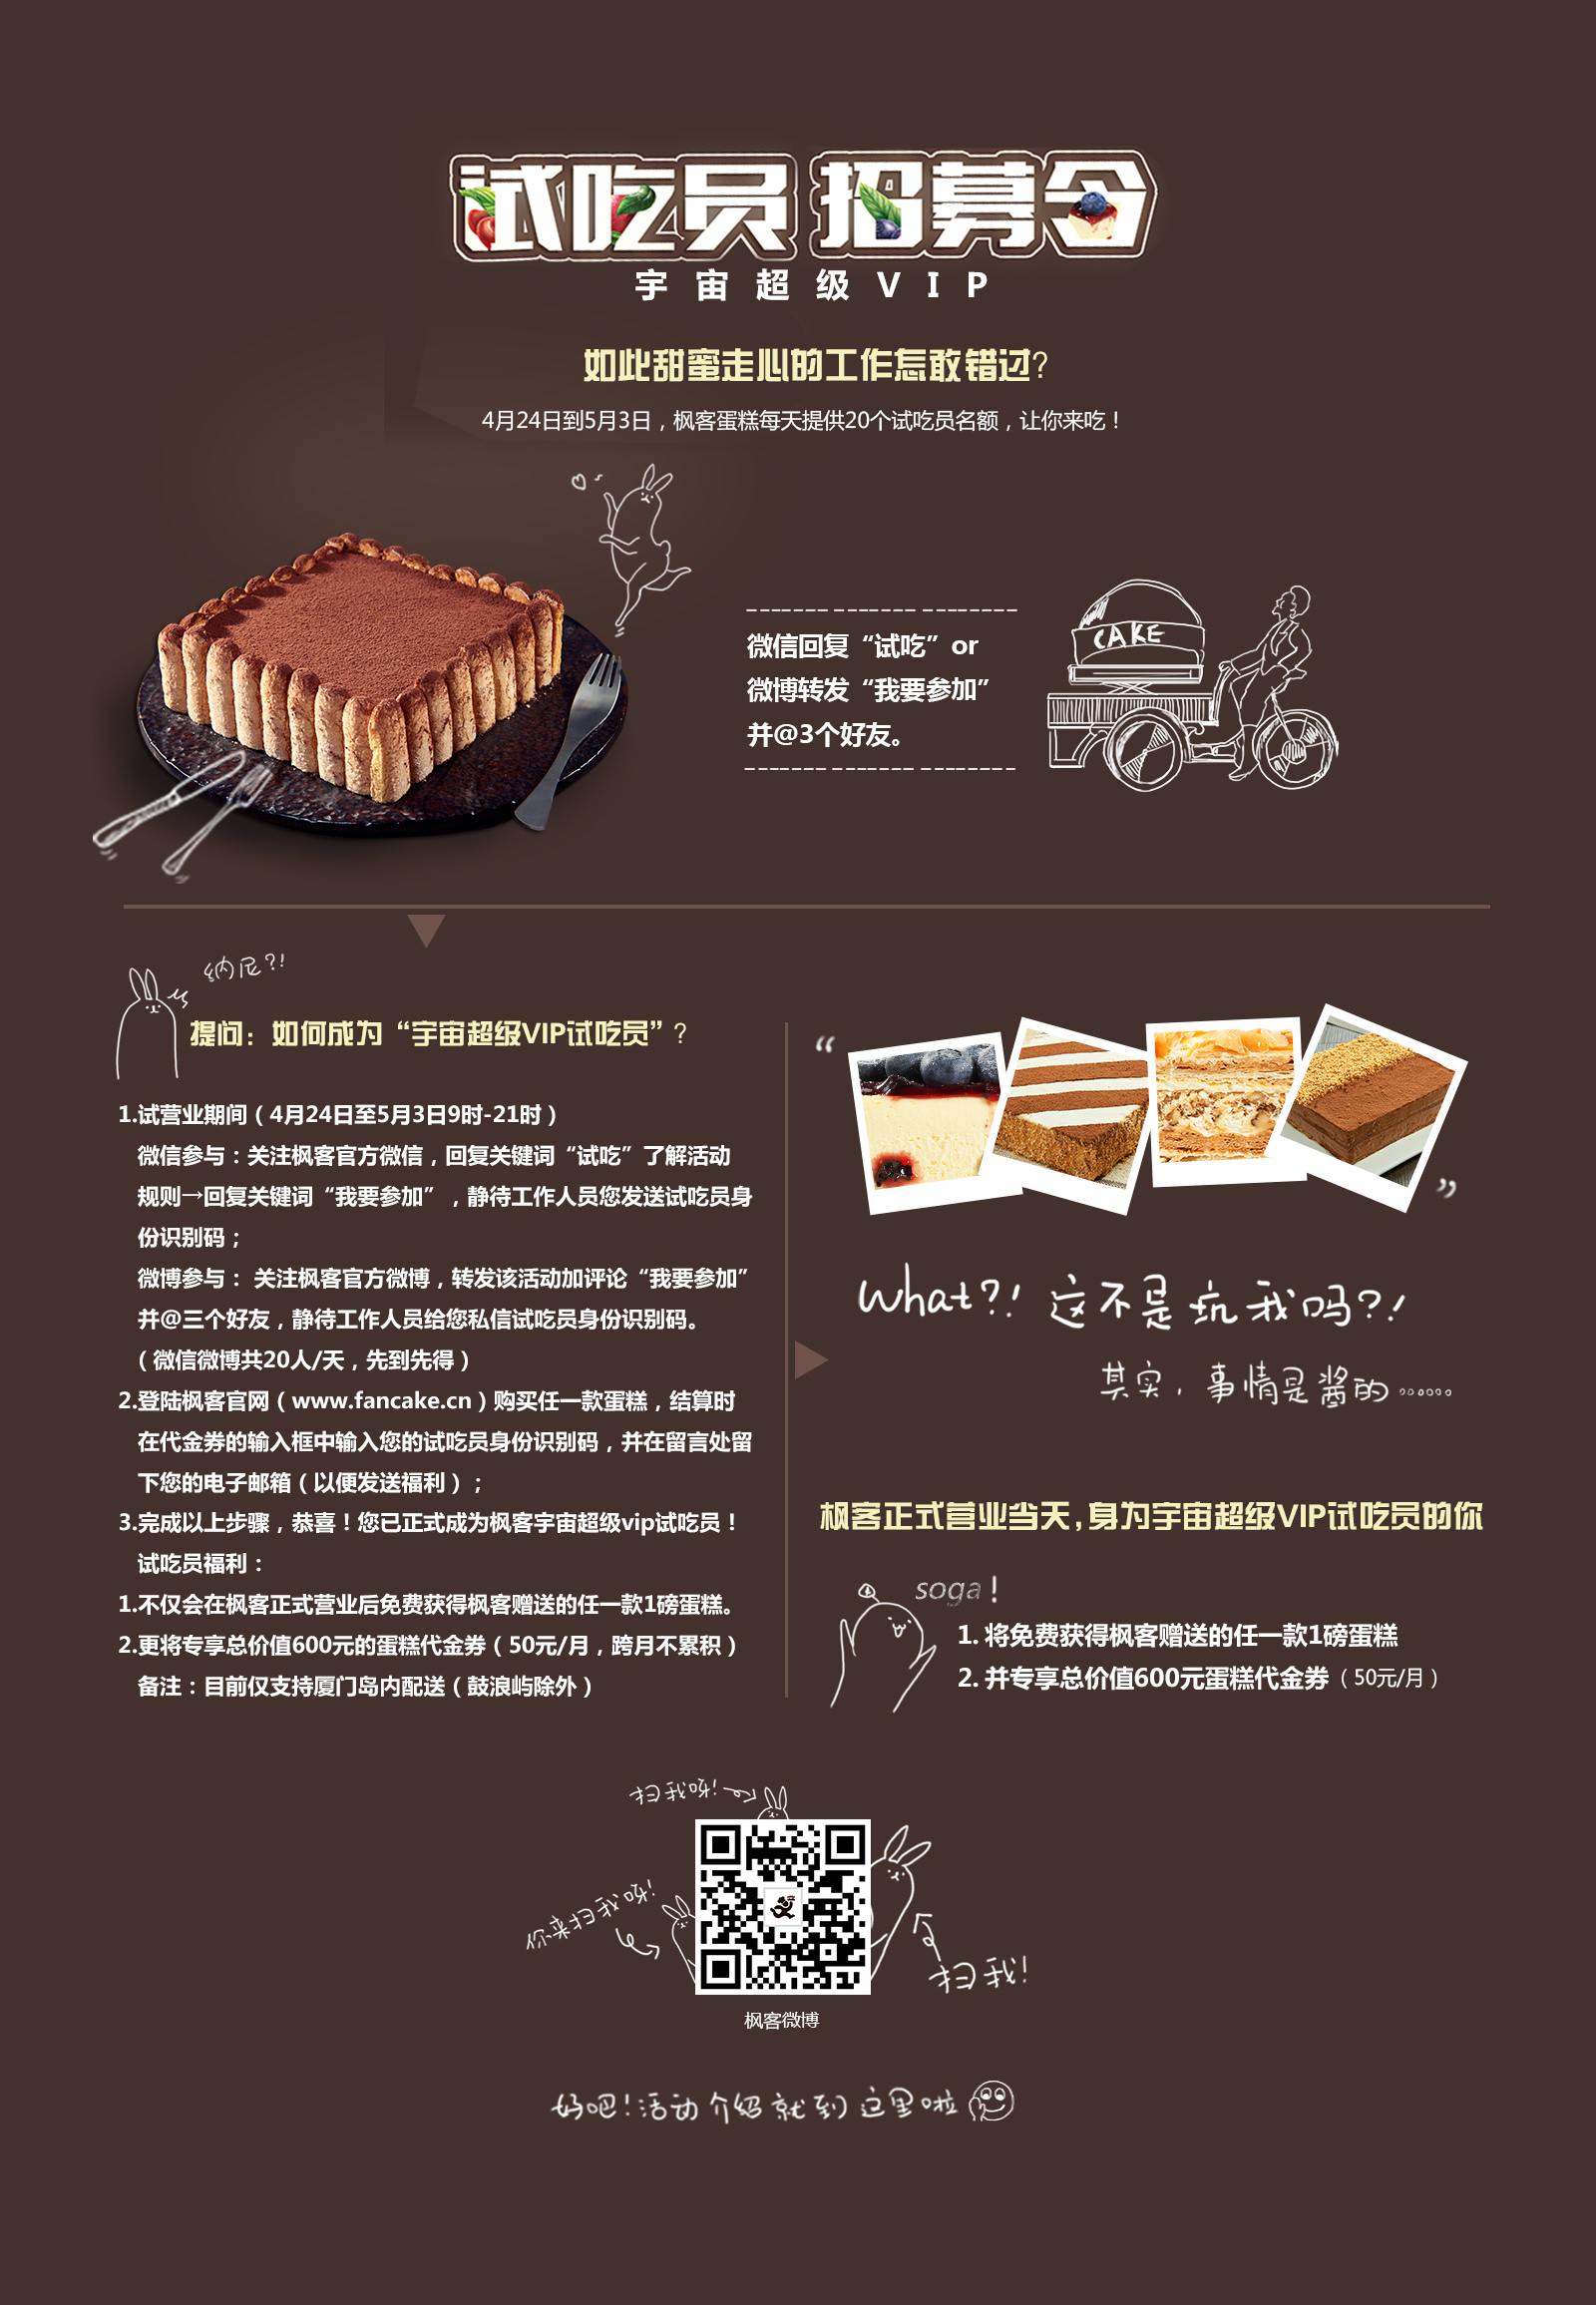 试吃员 招募令
宇宙超级VIP
如此甜蜜走心的工作怎敢错过?
4月24日到5月3日，枫客蛋糕每天提供20个试吃员名额，让你来吃！
微信回复“试吃”or
微博转发“我要参加”
并@3个好友。
CAKE
纳尼?!
提问：如何成为“宇宙超级VIP试吃员”?
1.试营业期间（4月24日至5月3日9时-21时）
微信参与：关注枫客官方微信，回复关键词“试吃”了解活动
规则→回复关键词“我要参加”，静待工作人员您发送试吃员身
份识别码；
微博参与： 关注枫客官方微博，转发该活动加评论“我要参加”
并@三个好友，静待工作人员给您私信试吃员身份识别码。
（微信微博共20人/天，先到先得）
2.登陆枫客官网（www.fancake.cn）购买任一款蛋糕，结算时
在代金券的输入框中输入您的试吃员身份识别码，并在留言处留
下您的电子邮箱（以便发送福利）；
3.完成以上步骤，恭喜！您已正式成为枫客宇宙超级vip试吃员！
试吃员福利：
1.不仅会在枫客正式营业后免费获得枫客赠送的任一款1磅蛋糕。
2.更将专享总价值600元的蛋糕代金券（50元/月，跨月不累积）
备注：目前仅支持厦门岛内配送（鼓浪屿除外）
“ ”
What?! 这不是坑我吗?!
其实，事情是酱的......
枫客正式营业当天，身为宇宙超级VIP试吃员的你
soga！
1. 将免费获得枫客赠送的任一款1磅蛋糕
2. 并专享总价值600元蛋糕代金券（50元/月）
扫我啦!
你来扫我啦!
扫我!
枫客微博
好吧!活动介绍就到这里啦